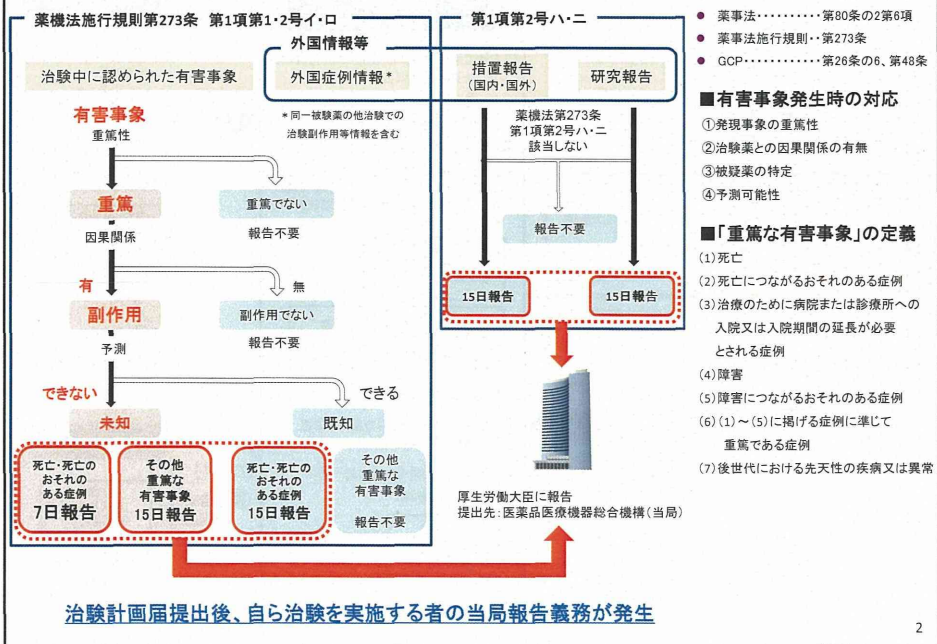 薬機法施行規則第273条 第1項第1・2号イ・ロ
外国情報等
治験中に認められた有害事象
外国症例情報*
*同一被験薬の他治験での
治験副作用等情報を含む
有害事象
重篤性
重篤
重篤でない
報告不要
因果関係
有
無
副作用
副作用でない
報告不要
予測
できない
できる
未知
既知
死亡・死亡の
おそれの
ある症例
7日報告
その他
重篤な
有害事象
15日報告
死亡・死亡の
おそれの
ある症例
15日報告
その他
重篤な
有害事象
報告不要
第1項第2号ハ・ニ
措置報告
(国内・国外)
研究報告
薬機法第273条
第1項第2号ハ・ニ
該当しない
報告不要
15日報告
15日報告
厚生労働大臣に報告
提出先:医薬品医療機器総合機構(当局)
● 薬事法・・・・・・・・・・第80条の2第6項
● 薬事法施行規則・・第273条
● GCP・・・・・・・・・・・・第26条の6、第48条
■有害事象発生時の対応
①発現事象の重篤性
②治験薬との因果関係の有無
③被疑薬の特定
④予測可能性
■「重篤な有害事象」の定義
(1)死亡
(2)死亡につながるおそれのある症例
(3)治療のために病院または診療所への
入院又は入院期間の延長が必要
とされる症例
(4)障害
(5)障害につながるおそれのある症例
(6)(1)~(5)に掲げる症例に準じて
重篤である症例
(7)後世代における先天性の疾病又は異常
治験計画届提出後、自ら治験を実施する者の当局報告義務が発生
2